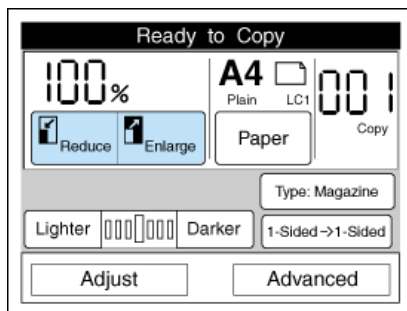 Ready to Copy
100%
A4
Plain LC1
001
Copy
Reduce Enlarge
Paper
Type: Magazine
Lighter Darker
1-Sided→1-Sided
Adjust Advanced